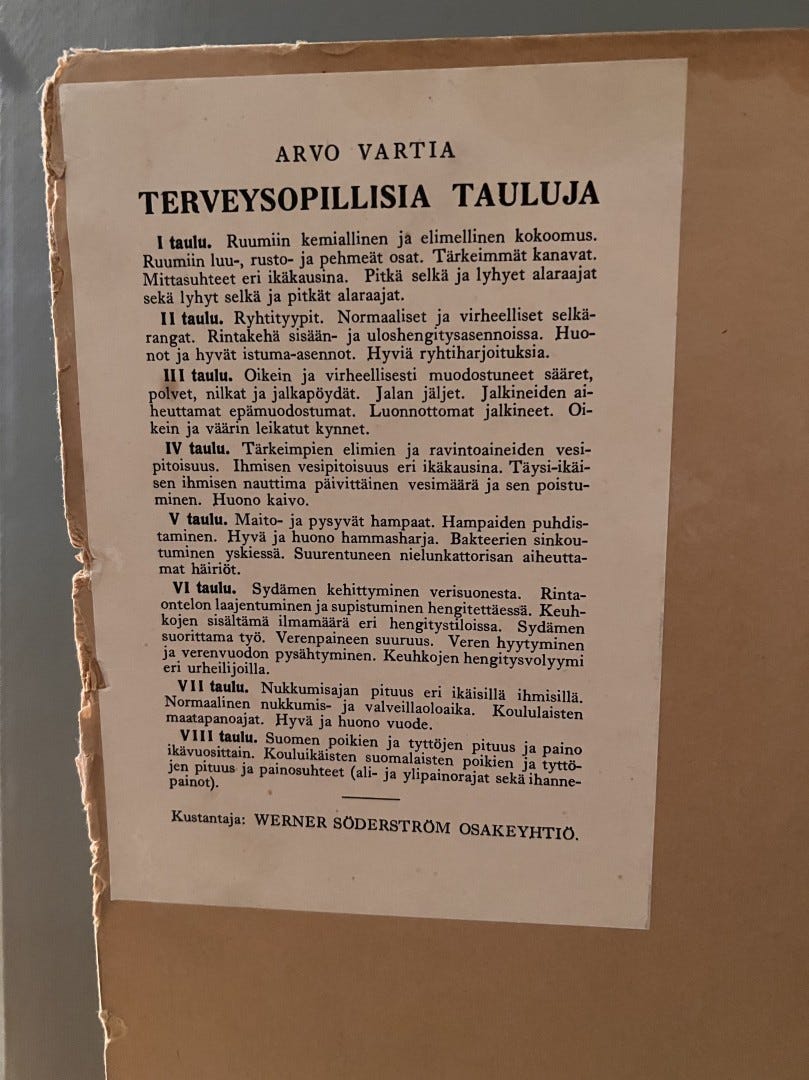 ARVO VARTIA
TERVEYSOPILLISIA TAULUJA
I taulu. Ruumiin kemiallinen ja elimellinen kokoomus.
Ruumiin luu-, rusto- ja pehmeät osat. Tärkeimmät kanavat.
Mittasuhteet eri ikäkausina. Pitkä selkä ja lyhyet alaraajat
sekä lyhyt selkä ja pitkät alaraajat.
II taulu. Ryhtityypit. Normaaliset ja virheelliset selkä-
rangat. Rintakehä sisään- ja uloshengitysasennoissa. Huo-
not ja hyvät istuma-asennot. Hyviä ryhtiharjoituksia.
III taulu. Oikein ja virheellisesti muodostuneet sääret,
polvet, nilkat ja jalkapöydät. Jalan jäljet. Jalkineiden ai-
heuttamat epämuodostumat. Luonnottomat jalkineet. Oi-
kein ja väärin leikatut kynnet.
IV taulu. Tärkeimpien elimien ja ravintoaineiden vesi-
pitoisuus. Ihmisen vesipitoisuus eri ikäkausina. Täysi-ikäi-
sen ihmisen nauttima päivittäinen vesimäärä ja sen poistu-
minen. Huono kaivo.
V taulu. Maito- ja pysyvät hampaat. Hampaiden puhdis-
taminen. Hyvä ja huono hammasharja. Bakteerien sinkou-
tuminen yskiessä. Suurentuneen nielunkattorisan aiheutta-
mat häiriöt.
VI taulu. Sydämen kehittyminen verisuonesta. Rinta-
ontelon laajentuminen ja supistuminen hengitettäessä. Keuh-
kojen sisältämä ilmamäärä eri hengitystiloissa. Sydämen
suorittama työ. Verenpaineen suuruus. Veren hyytyminen
ja verenvuodon pysähtyminen. Keuhkojen hengitysvolyymi
eri urheilijoilla.
VII taulu. Nukkumisajan pituus eri ikäisillä ihmisillä.
Normaalinen nukkumis- ja valveillaoloaika. Koululaisten
maatapanoajat. Hyvä ja huono vuode.
VIII taulu. Suomen poikien ja tyttöjen pituus ja paino
ikävuosittain. Kouluikäisten suomalaisten poikien ja tyttö-
jen pituus ja painosuhteet (ali- ja ylipainorajat sekä ihanne-
painot).
Kustantaja: WERNER SÖDERSTRÖM OSAKEYHTIÖ.